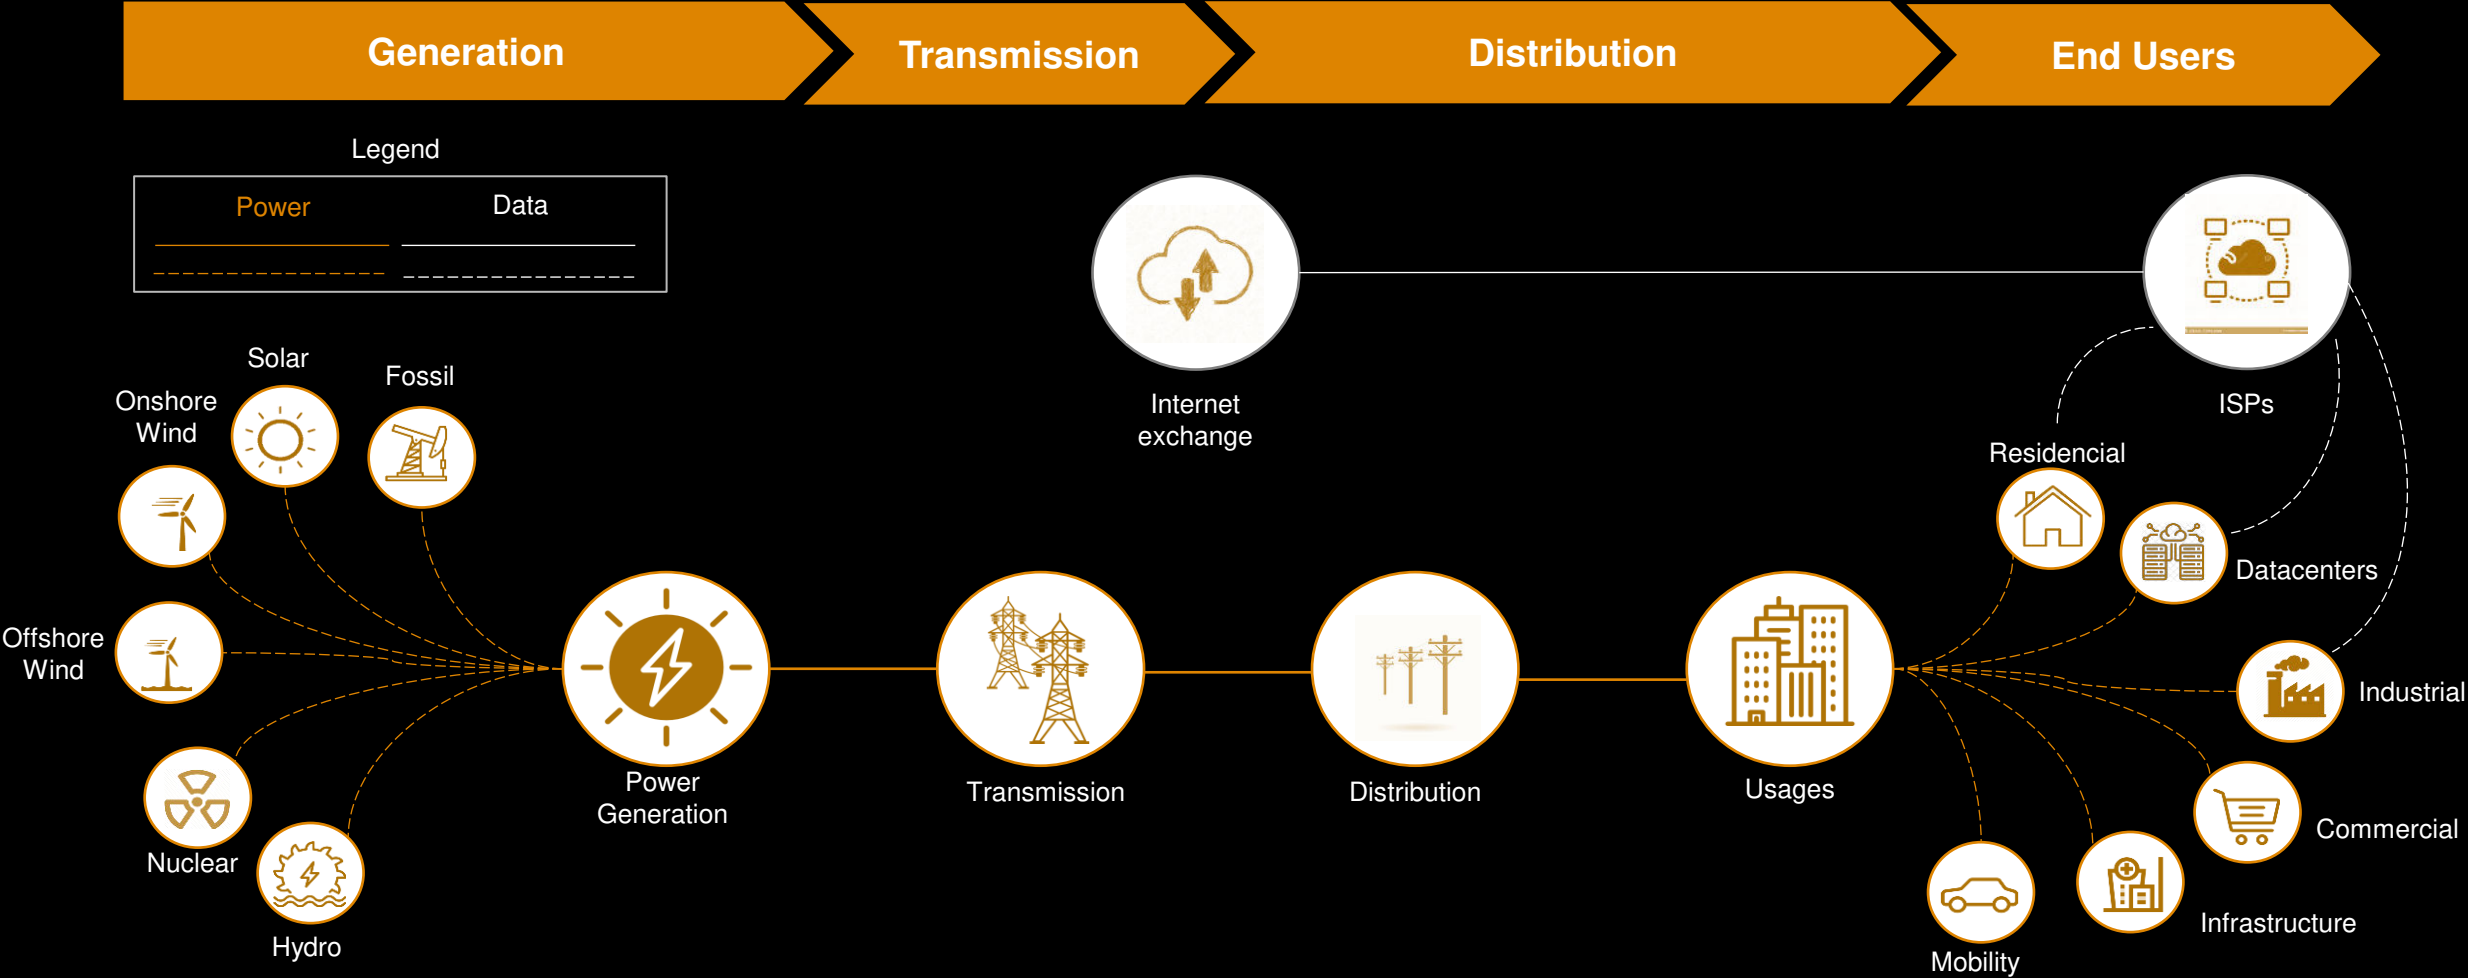 Generation
Transmission
Distribution
End Users
Legend
Power
Data
Solar
Fossil
Onshore
Wind
Offshore
Wind
Nuclear
Hydro
Power
Generation
Transmission
Distribution
Usages
Internet
exchange
ISPs
Residencial
Datacenters
Industrial
Commercial
Infrastructure
Mobility